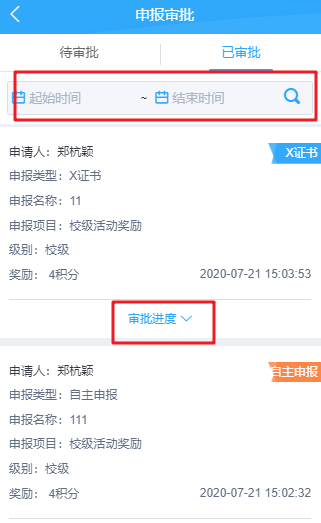 申报审批
待审批 已审批
起始时间 ~ 结束时间
申请人：郑杭颖 X证书
申报类型：X证书
申报名称：11
申报项目：校级活动奖励
级别：校级
奖励： 4积分 2020-07-21 15:03:53
审批进度
申请人：郑杭颖 自主申报
申报类型：自主申报
申报名称：111
申报项目：校级活动奖励
级别：校级
奖励： 4积分 2020-07-21 15:02:32